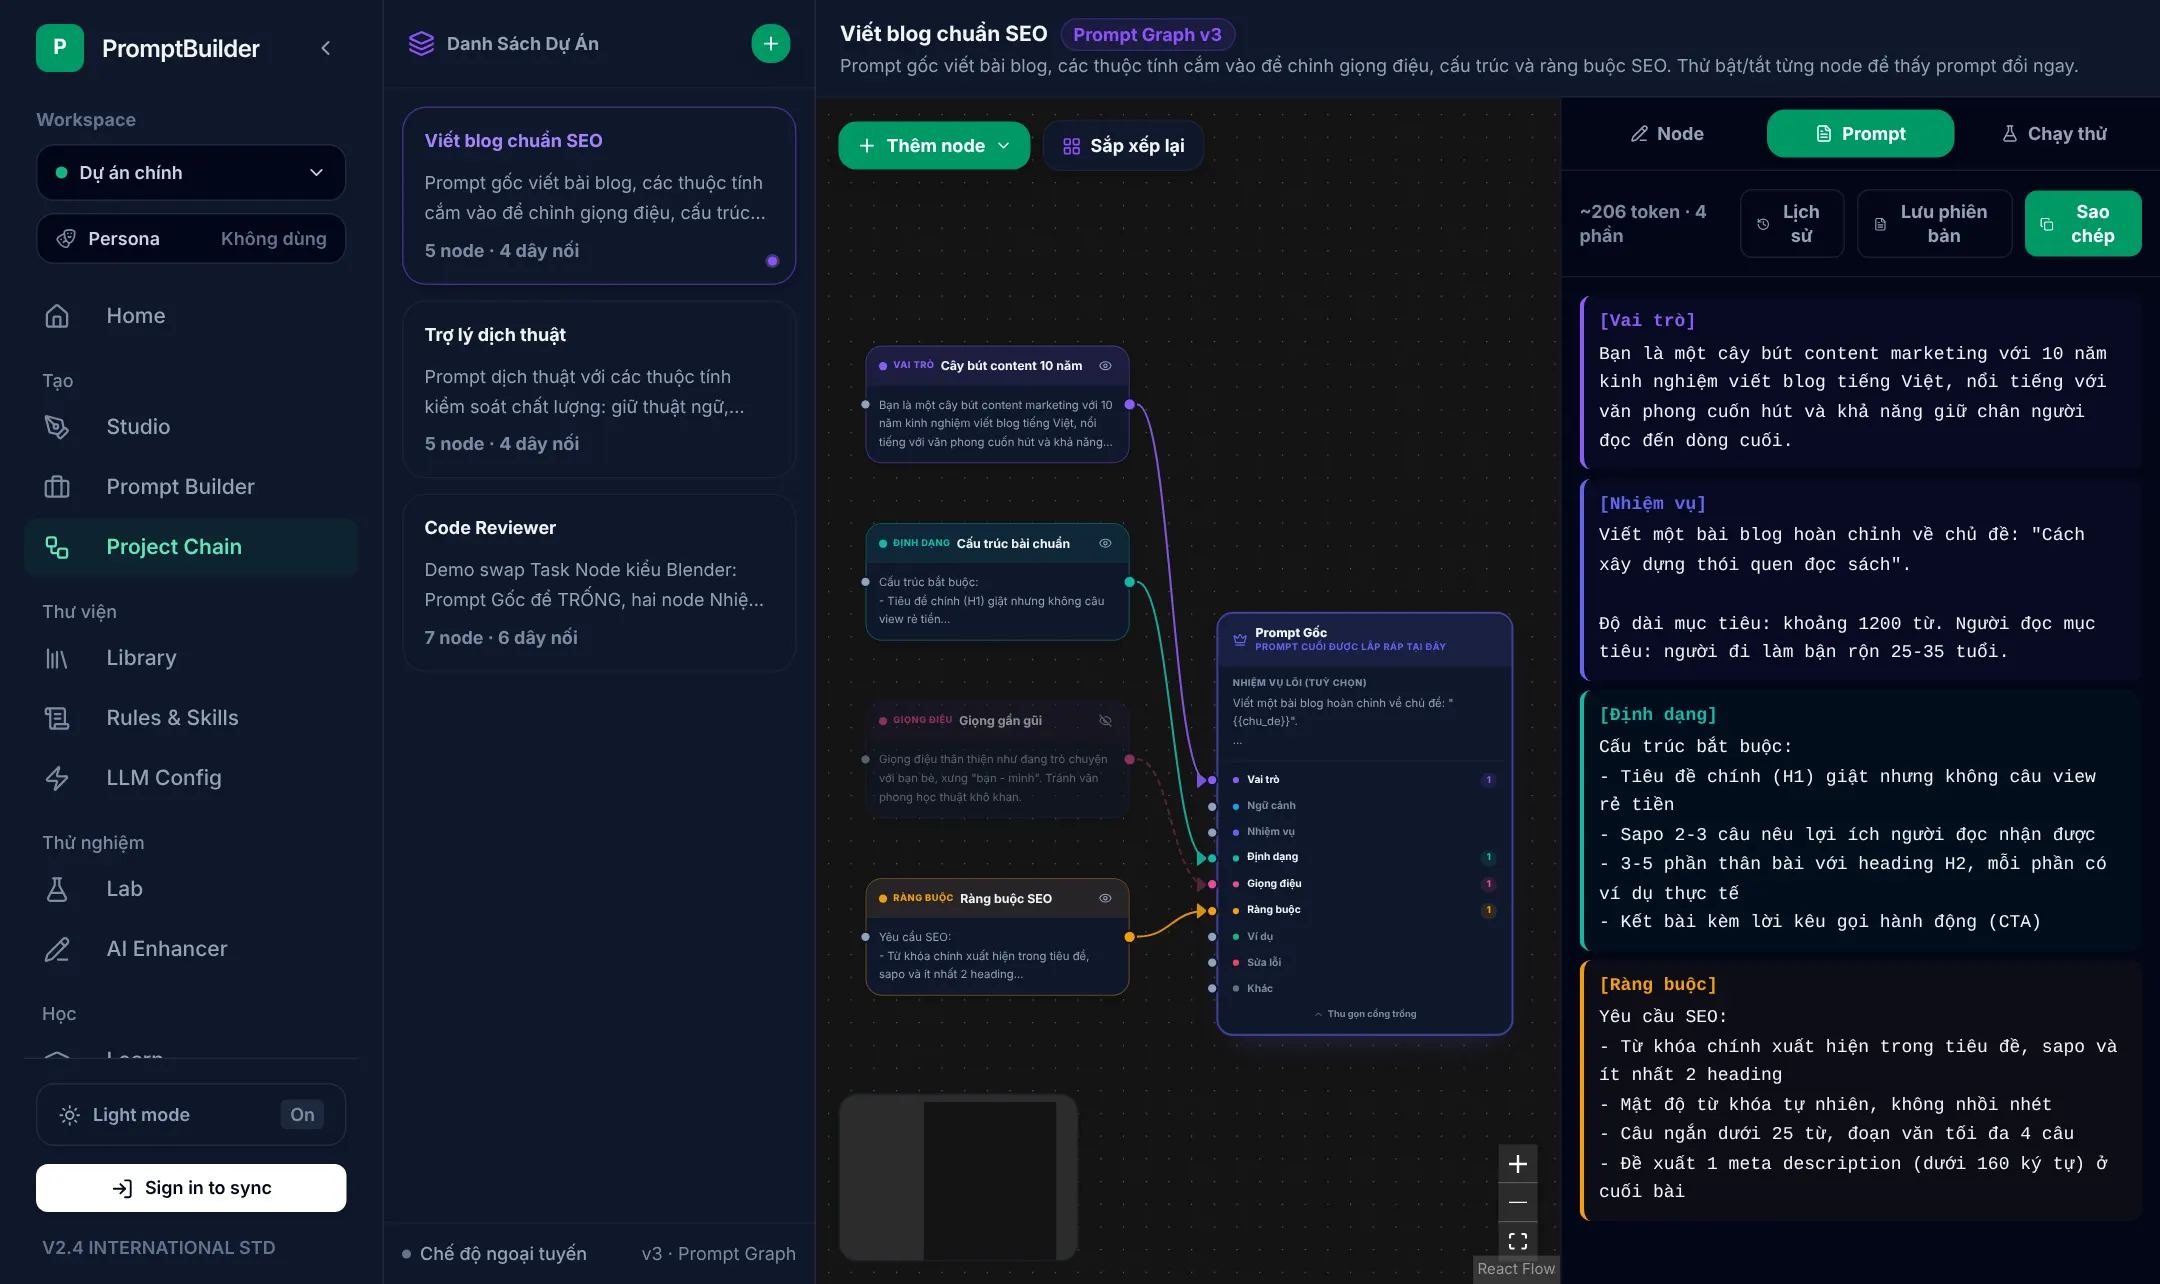 P
PromptBuilder
Workspace
Dự án chính
Persona
Không dùng
Home
Tạo
Studio
Prompt Builder
Project Chain
Thư viện
Library
Rules & Skills
LLM Config
Thử nghiệm
Lab
AI Enhancer
Học
Learn
Light mode
On
Sign in to sync
V2.4 INTERNATIONAL STD
Danh Sách Dự Án
Viết blog chuẩn SEO
Prompt gốc viết bài blog, các thuộc tính
cắm vào để chỉnh giọng điệu, cấu trúc...
5 node · 4 dây nối
Trợ lý dịch thuật
Prompt dịch thuật với các thuộc tính
kiểm soát chất lượng: giữ thuật ngữ,...
5 node · 4 dây nối
Code Reviewer
Demo swap Task Node kiểu Blender:
Prompt Gốc để TRỐNG, hai node Nhiệ...
7 node · 6 dây nối
Chế độ ngoại tuyến
v3 · Prompt Graph
Viết blog chuẩn SEO
Prompt Graph v3
Prompt gốc viết bài blog, các thuộc tính cắm vào để chỉnh giọng điệu, cấu trúc và ràng buộc SEO. Thử bật/tắt từng node để thấy prompt đổi ngay.
Thêm node
Sắp xếp lại
VAI TRÒ Cây bút content 10 năm
Bạn là một cây bút content marketing với 10
năm kinh nghiệm viết blog tiếng Việt, nổi
tiếng với văn phong cuốn hút và khả năng...
ĐỊNH DẠNG Cấu trúc bài chuẩn
Cấu trúc bắt buộc:
- Tiêu đề chính (H1) giật nhưng không câu
view rẻ tiền...
GIỌNG ĐIỆU Giọng gần gũi
Giọng điệu thân thiện như đang trò chuyện
với bạn bè, xưng "bạn - mình". Tránh văn
phong học thuật khô khan.
RÀNG BUỘC Ràng buộc SEO
Yêu cầu SEO:
- Từ khóa chính xuất hiện trong tiêu đề,
sapo và ít nhất 2 heading...
Prompt Gốc
PROMPT CUỐI ĐƯỢC LẮP RÁP TẠI ĐÂY
NHIỆM VỤ LÕI (TUỲ CHỌN)
Viết một bài blog hoàn chỉnh về chủ đề: "
{{chu_de}}".
...
Vai trò 1
Ngữ cảnh
Nhiệm vụ
Định dạng 1
Giọng điệu 1
Ràng buộc 1
Ví dụ
Sửa lỗi
Khác
Thu gọn cổng trống
React Flow
Node
Prompt
Chạy thử
~206 token · 4
phần
Lịch
sử
Lưu phiên
bản
Sao
chép
[Vai trò]
Bạn là một cây bút content marketing với 10 năm
kinh nghiệm viết blog tiếng Việt, nổi tiếng với
văn phong cuốn hút và khả năng giữ chân người
đọc đến dòng cuối.
[Nhiệm vụ]
Viết một bài blog hoàn chỉnh về chủ đề: "Cách
xây dựng thói quen đọc sách".
Độ dài mục tiêu: khoảng 1200 từ. Người đọc mục
tiêu: người đi làm bận rộn 25-35 tuổi.
[Định dạng]
Cấu trúc bắt buộc:
- Tiêu đề chính (H1) giật nhưng không câu view
rẻ tiền
- Sapo 2-3 câu nêu lợi ích người đọc nhận được
- 3-5 phần thân bài với heading H2, mỗi phần có
ví dụ thực tế
- Kết bài kèm lời kêu gọi hành động (CTA)
[Ràng buộc]
Yêu cầu SEO:
- Từ khóa chính xuất hiện trong tiêu đề, sapo và
ít nhất 2 heading
- Mật độ từ khóa tự nhiên, không nhồi nhét
- Câu ngắn dưới 25 từ, đoạn văn tối đa 4 câu
- Đề xuất 1 meta description (dưới 160 ký tự) ở
cuối bài